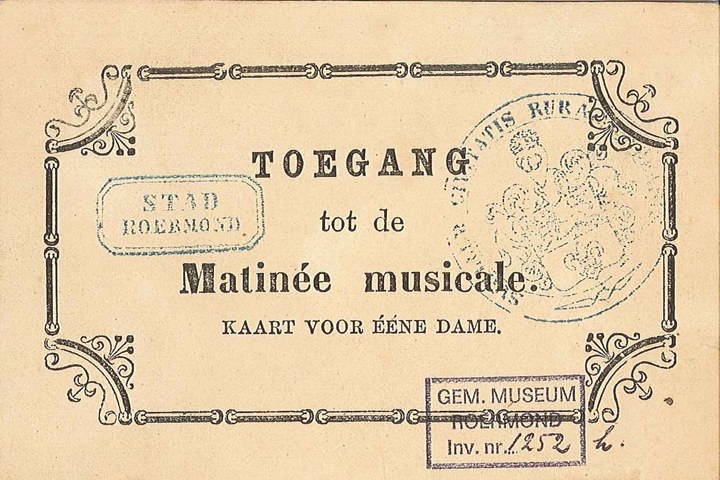 TOEGANG
STAD
ROERMOND
tot de
Matinée musicale.
KAART VOOR ÉÉNE DAME.
GEM. MUSEUM
ROERMOND
Inv. nr. 1252 h.